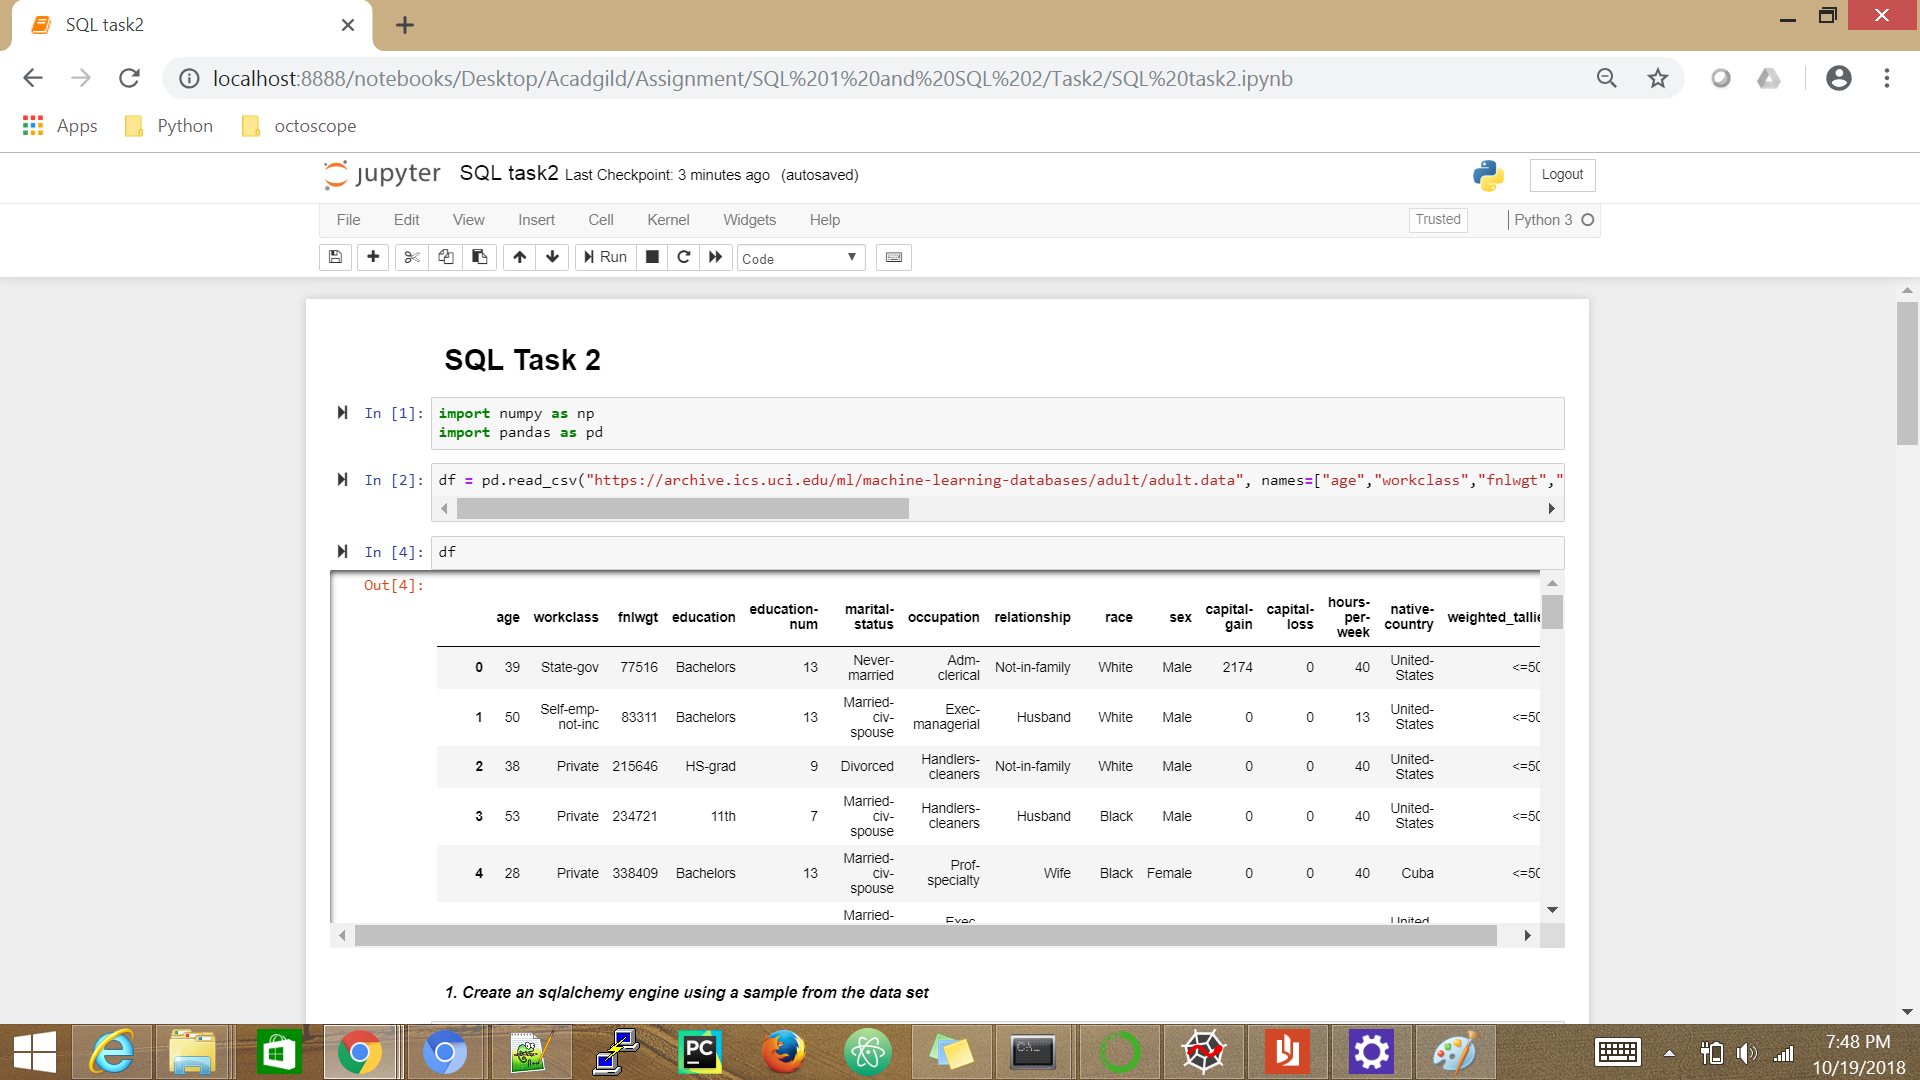 SQL task2
localhost:8888/notebooks/Desktop/Acadgild/Assignment/SQL%201%20and%20SQL%202/Task2/SQL%20task2.ipynb
Apps Python octoscope
jupyter SQL task2 Last Checkpoint: 3 minutes ago (autosaved) Logout
File Edit View Insert Cell Kernel Widgets Help Trusted Python 3
Run Code
SQL Task 2
In [1]: import numpy as np
import pandas as pd
In [2]: df = pd.read_csv("https://archive.ics.uci.edu/ml/machine-learning-databases/adult/adult.data", names=["age","workclass","fnlwgt","
In [4]: df
Out[4]:
age workclass fnlwgt education education-num marital-status occupation relationship race sex capital-gain capital-loss hours-per-week native-country weighted_tallie
0 39 State-gov 77516 Bachelors 13 Never-married Adm-clerical Not-in-family White Male 2174 0 40 United-States <=50
1 50 Self-emp-not-inc 83311 Bachelors 13 Married-civ-spouse Exec-managerial Husband White Male 0 0 13 United-States <=50
2 38 Private 215646 HS-grad 9 Divorced Handlers-cleaners Not-in-family White Male 0 0 40 United-States <=50
3 53 Private 234721 11th 7 Married-civ-spouse Handlers-cleaners Husband Black Male 0 0 40 United-States <=50
4 28 Private 338409 Bachelors 13 Married-civ-spouse Prof-specialty Wife Black Female 0 0 40 Cuba <=50
Married- Exec- United-
1. Create an sqlalchemy engine using a sample from the data set
PC
C:\.
7:48 PM
10/19/2018